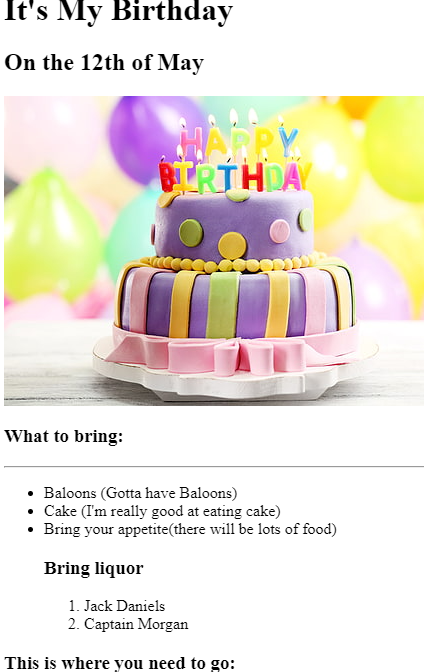 It's My Birthday
On the 12th of May
HAPPY
BIRTHDAY
What to bring:
Baloons (Gotta have Baloons)
Cake (I'm really good at eating cake)
Bring your appetite(there will be lots of food)
Bring liquor
1. Jack Daniels
2. Captain Morgan
This is where you need to go: